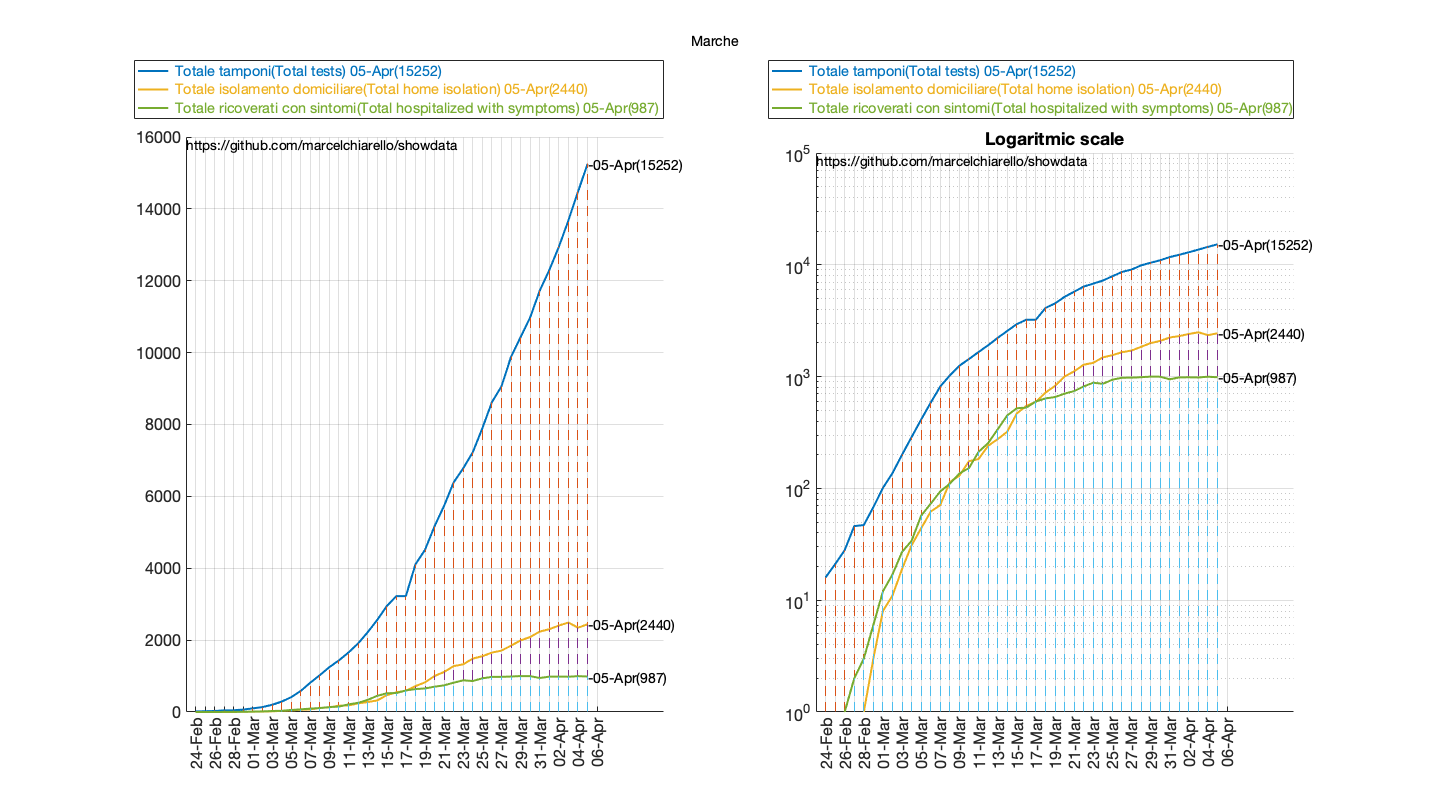 Marche
Totale tamponi(Total tests) 05-Apr(15252)
Totale isolamento domiciliare(Total home isolation) 05-Apr(2440)
Totale ricoverati con sintomi(Total hospitalized with symptoms) 05-Apr(987)
16000
https://github.com/marcelchiarello/showdata
-05-Apr(15252)
14000
12000
10000
8000
6000
4000
2000
-05-Apr(2440)
-05-Apr(987)
0
24-Feb
26-Feb
28-Feb
01-Mar
03-Mar
05-Mar
07-Mar
09-Mar
11-Mar
13-Mar
15-Mar
17-Mar
19-Mar
21-Mar
23-Mar
25-Mar
27-Mar
29-Mar
31-Mar
02-Apr
04-Apr
06-Apr
Totale tamponi(Total tests) 05-Apr(15252)
Totale isolamento domiciliare(Total home isolation) 05-Apr(2440)
Totale ricoverati con sintomi(Total hospitalized with symptoms) 05-Apr(987)
Logaritmic scale
10^5
https://github.com/marcelchiarello/showdata
-05-Apr(15252)
10^4
-05-Apr(2440)
10^3
-05-Apr(987)
10^2
10^1
10^0
24-Feb
26-Feb
28-Feb
01-Mar
03-Mar
05-Mar
07-Mar
09-Mar
11-Mar
13-Mar
15-Mar
17-Mar
19-Mar
21-Mar
23-Mar
25-Mar
27-Mar
29-Mar
31-Mar
02-Apr
04-Apr
06-Apr